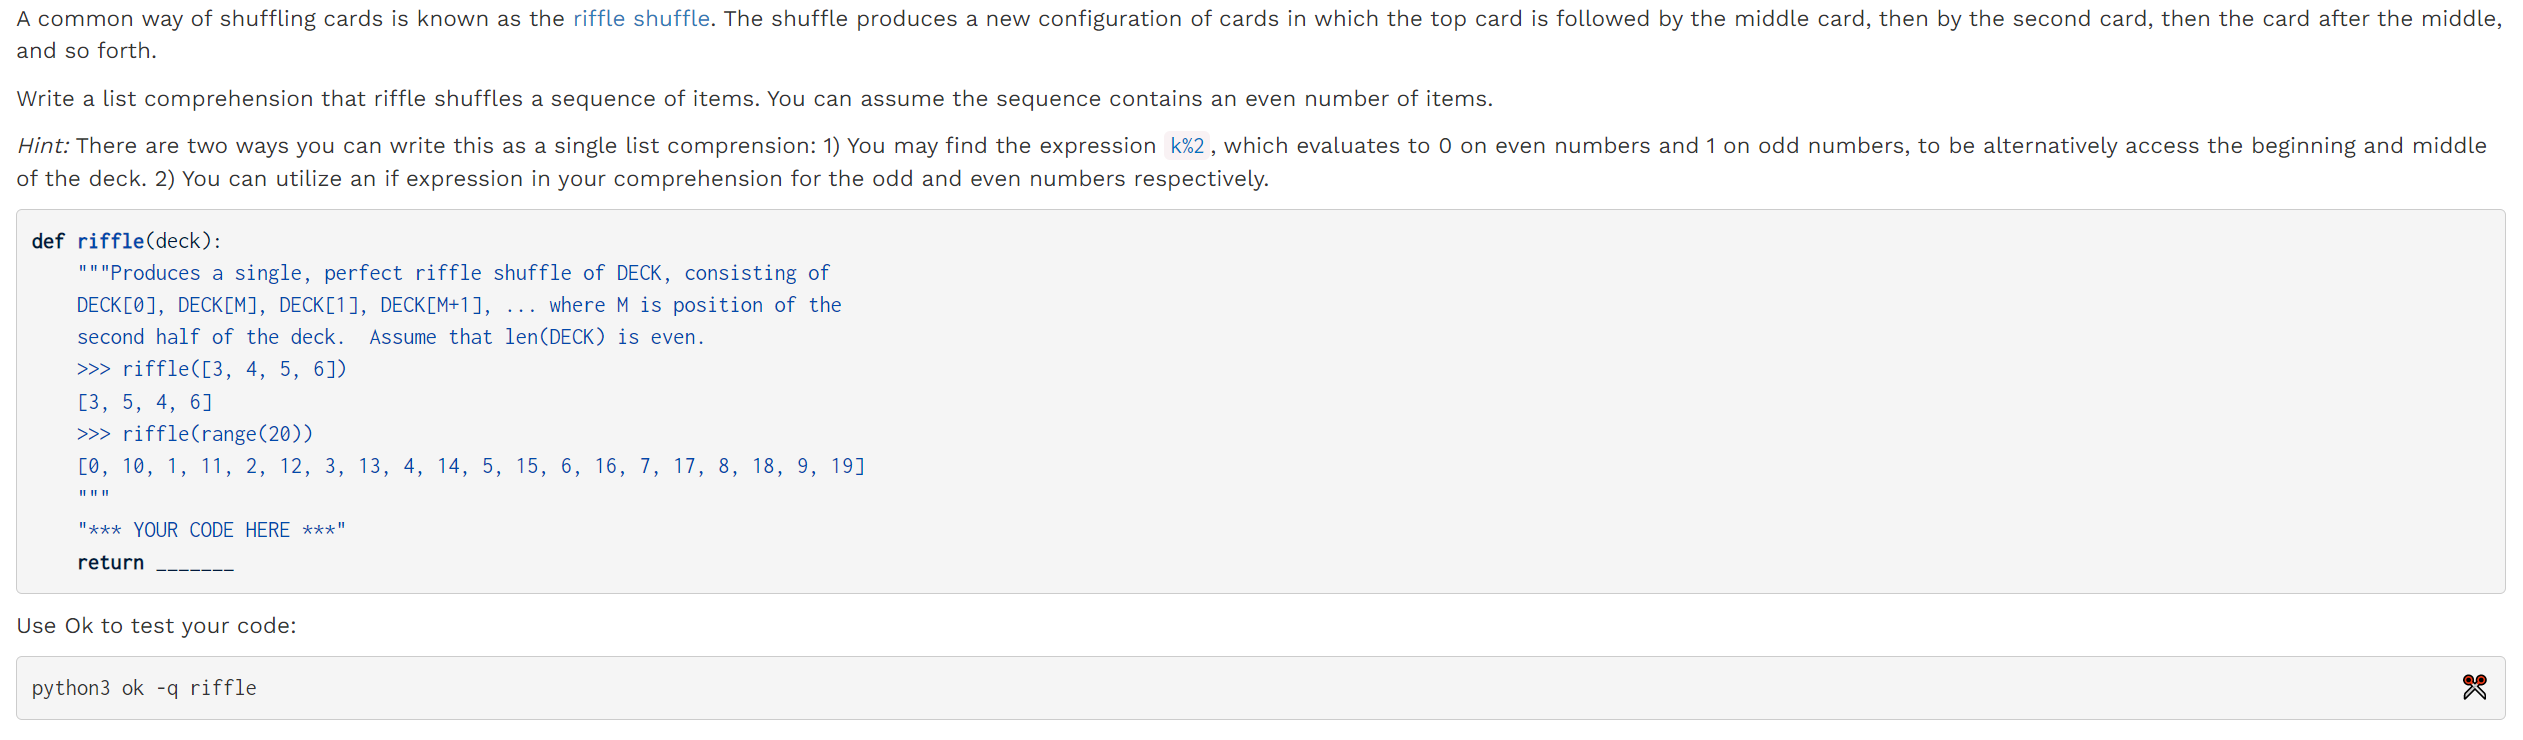 A common way of shuffling cards is known as the riffle shuffle. The shuffle produces a new configuration of cards in which the top card is followed by the middle card, then by the second card, then the card after the middle,
and so forth.
Write a list comprehension that riffle shuffles a sequence of items. You can assume the sequence contains an even number of items.
Hint: There are two ways you can write this as a single list comprension: 1) You may find the expression k%2, which evaluates to 0 on even numbers and 1 on odd numbers, to be alternatively access the beginning and middle
of the deck. 2) You can utilize an if expression in your comprehension for the odd and even numbers respectively.
def riffle(deck):
    """Produces a single, perfect riffle shuffle of DECK, consisting of
    DECK[0], DECK[M], DECK[1], DECK[M+1], ... where M is position of the
    second half of the deck.  Assume that len(DECK) is even.
    >>> riffle([3, 4, 5, 6])
    [3, 5, 4, 6]
    >>> riffle(range(20))
    [0, 10, 1, 11, 2, 12, 3, 13, 4, 14, 5, 15, 6, 16, 7, 17, 8, 18, 9, 19]
    """
    "*** YOUR CODE HERE ***"
    return _______
Use Ok to test your code:
python3 ok -q riffle